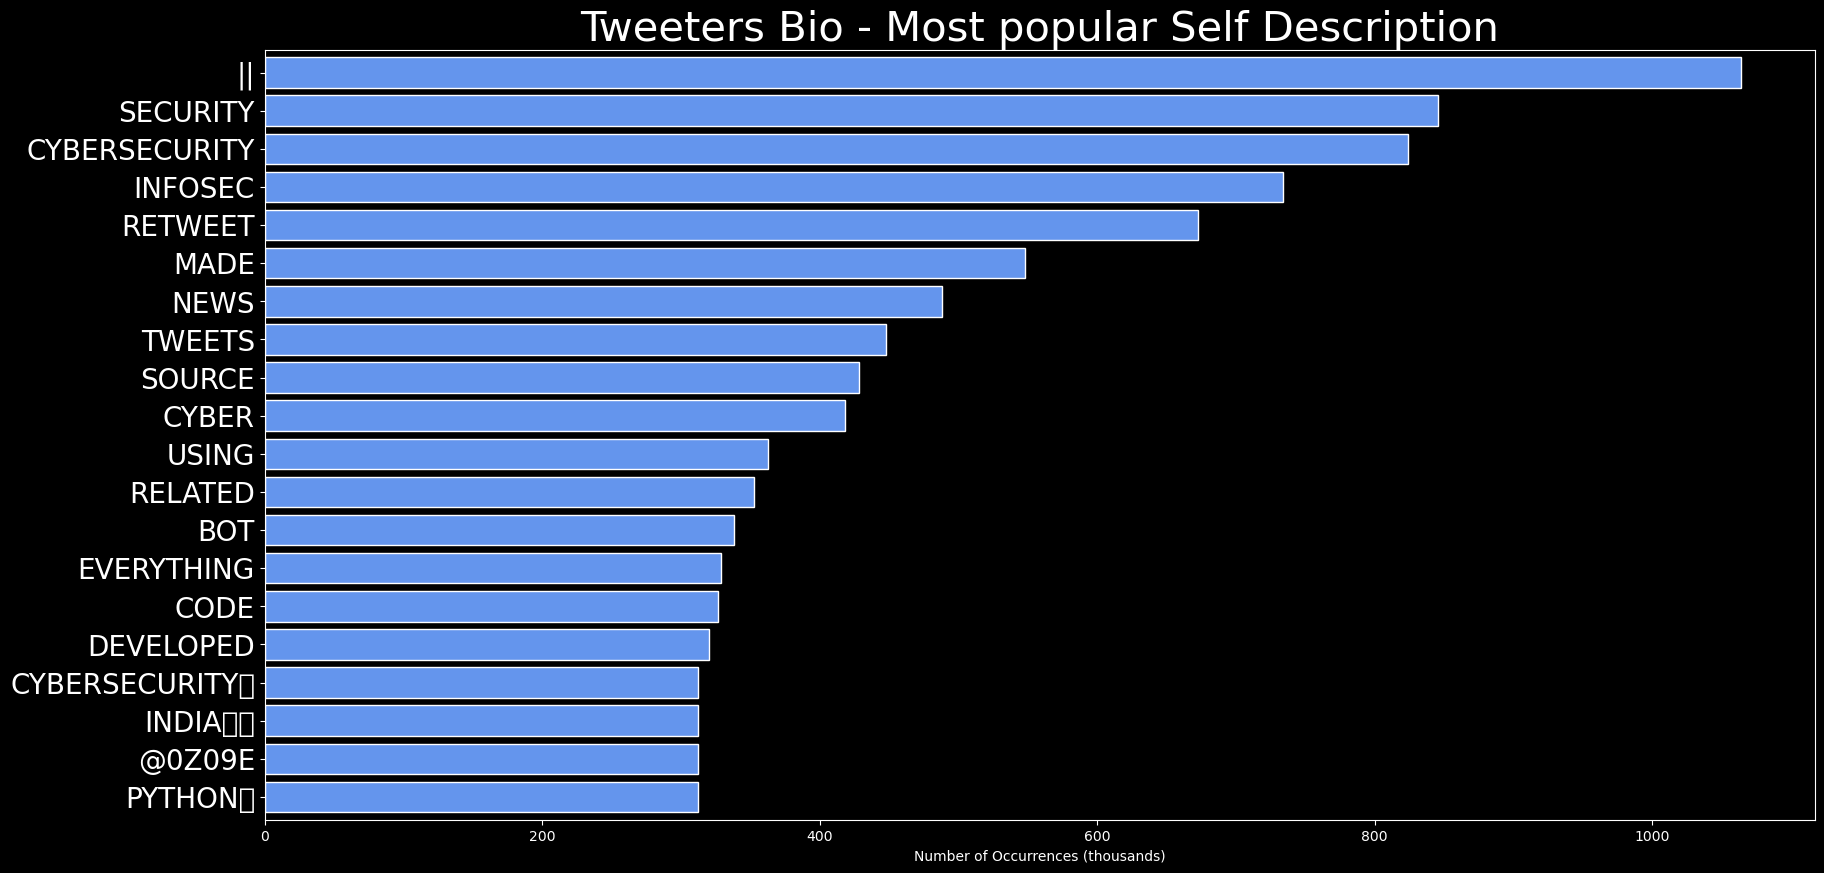 Tweeters Bio - Most popular Self Description
||
SECURITY
CYBERSECURITY
INFOSEC
RETWEET
MADE
NEWS
TWEETS
SOURCE
CYBER
USING
RELATED
BOT
EVERYTHING
CODE
DEVELOPED
CYBERSECURITY▯
INDIA▯▯
@0Z09E
PYTHON▯
0 200 400 600 800 1000
Number of Occurrences (thousands)